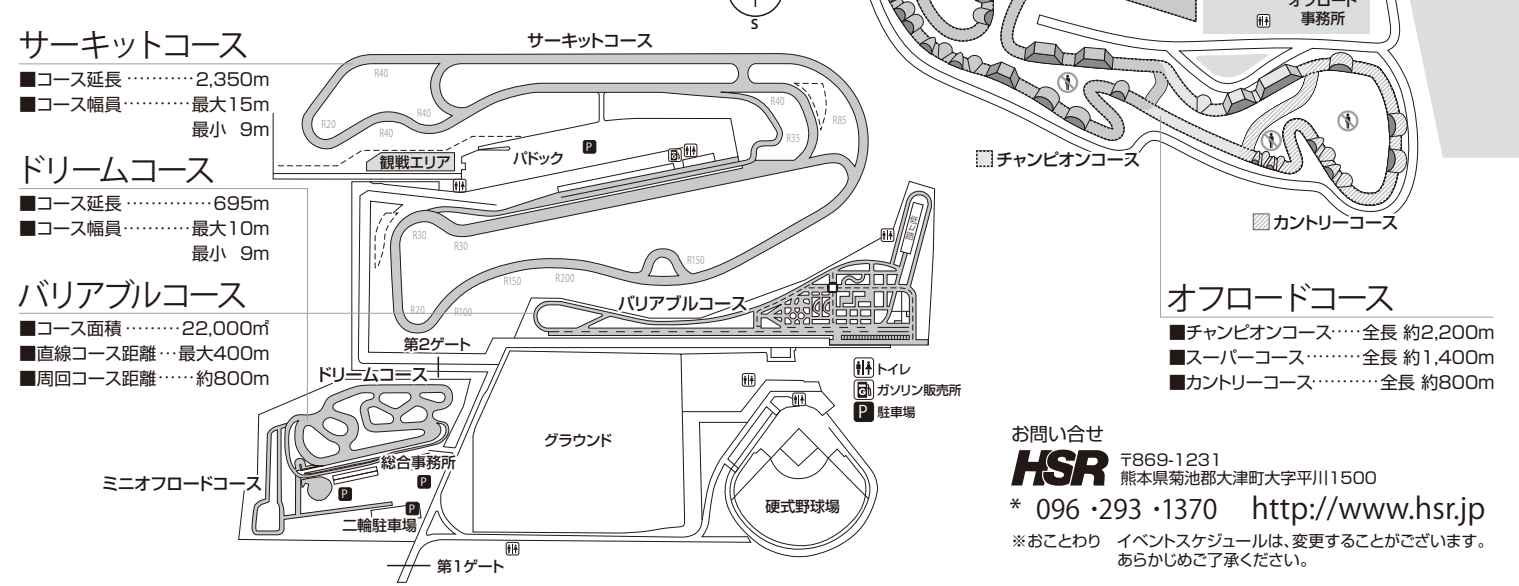 サーキットコース
■コース延長…………2,350m
■コース幅員…………最大15m
最小 9m
ドリームコース
■コース延長……………695m
■コース幅員…………最大10m
最小 9m
バリアブルコース
■コース面積………22,000㎡
■直線コース距離…最大400m
■周回コース距離……約800m
S
サーキットコース
R40
R20
R40
R40
R40
R35
R85
観戦エリア
パドック
P
R30
R30
R20
R100
R150
R200
R150
バリアブルコース
第2ゲート
ドリームコース
総合事務所
ミニオフロードコース
P
P
P
二輪駐車場
第1ゲート
グラウンド
硬式野球場
トイレ
ガソリン販売所
P 駐車場
オフロード
事務所
チャンピオンコース
カントリーコース
オフロードコース
■チャンピオンコース……全長 約2,200m
■スーパーコース………全長 約1,400m
■カントリーコース…………全長 約800m
お問い合せ
HSR 〒869-1231
熊本県菊池郡大津町大字平川1500
* 096・293・1370 http://www.hsr.jp
※おことわり イベントスケジュールは、変更することがございます。
あらかじめご了承ください。